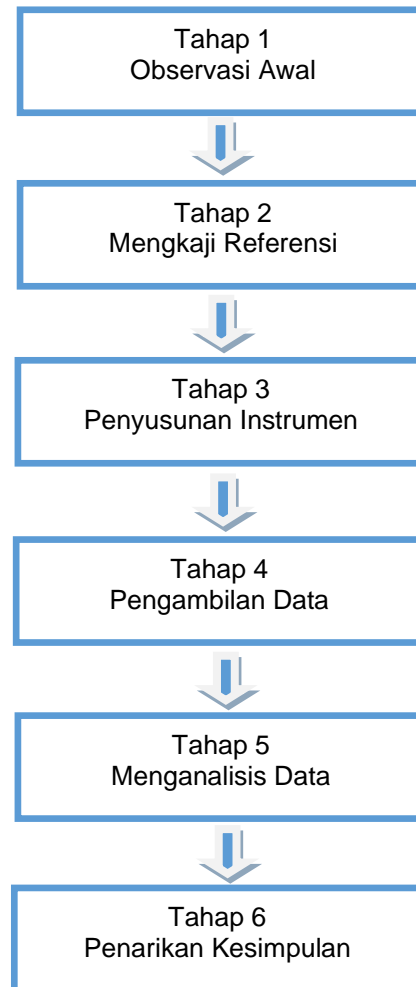 Tahap 1
Observasi Awal
Tahap 2
Mengkaji Referensi
Tahap 3
Penyusunan Instrumen
Tahap 4
Pengambilan Data
Tahap 5
Menganalisis Data
Tahap 6
Penarikan Kesimpulan